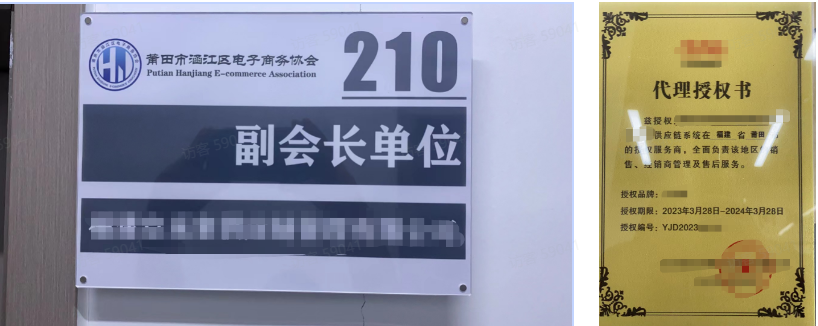 莆田市涵江区电子商务协会
Putian Hanjiang E-commerce Association
210
副会长单位
代理授权书
兹授权:
供应链系统在 福建 省 莆田
的授权服务商,全面负责该地区的销
售、经销商管理及售后服务。
授权品牌:
授权期限:2023年3月28日~2024年3月28日
授权编号:YJD2023